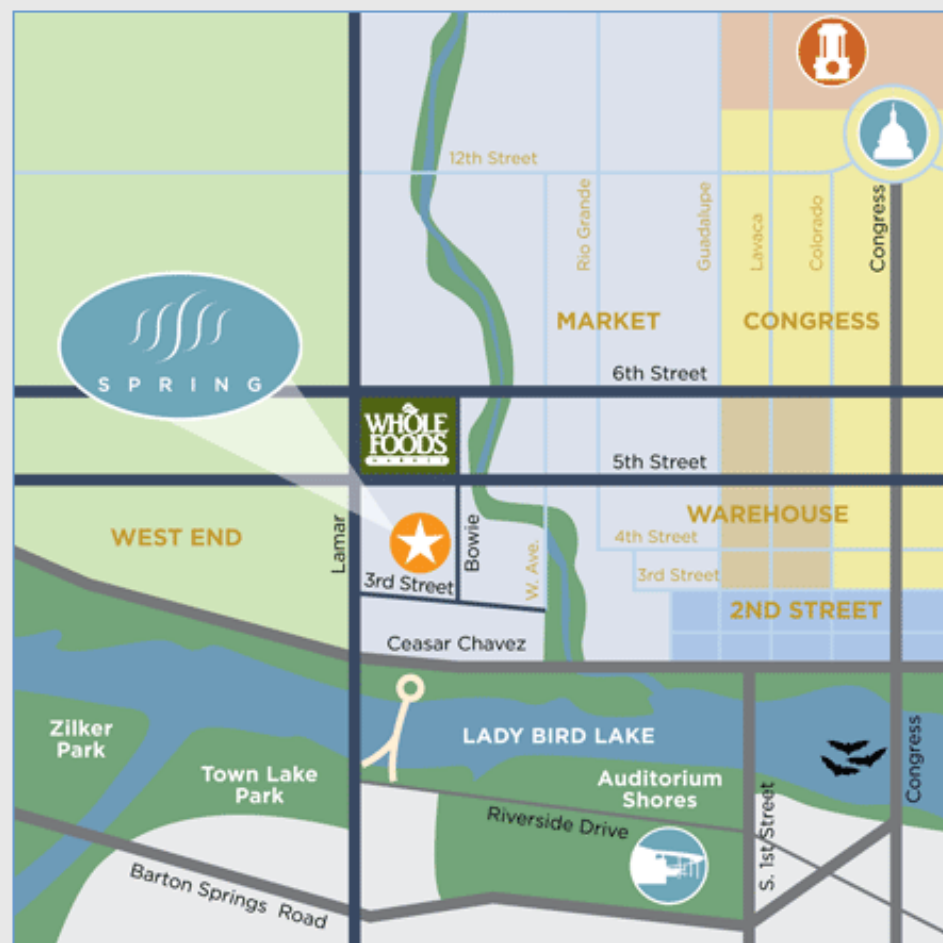 12th Street
Rio Grande
Guadalupe
Lavaca
Colorado
Congress
MARKET
CONGRESS
SPRING
6th Street
WHOLE
FOODS
MARKET
5th Street
WEST END
Lamar
Bowie
W. Ave.
WAREHOUSE
4th Street
3rd Street
3rd Street
2ND STREET
Ceasar Chavez
Zilker
Park
LADY BIRD LAKE
Congress
Town Lake
Park
Auditorium
Shores
Riverside Drive
S. 1st Street
Barton Springs Road